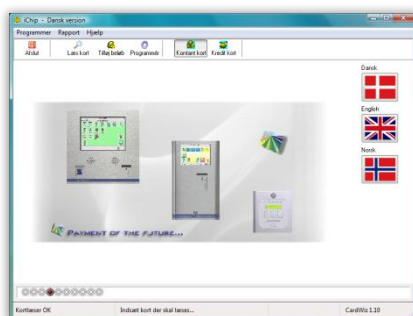 iChip - Dansk version
Programmer Rapport Hjælp
Afslut Læs kort Tilføj beløb Programmér Kontant kort Kredit kort
Dansk
English
Norsk
PAYMENT OF THE FUTURE...
Kortlæser OK Indsæt kort der skal læses... CardWiz 1.10